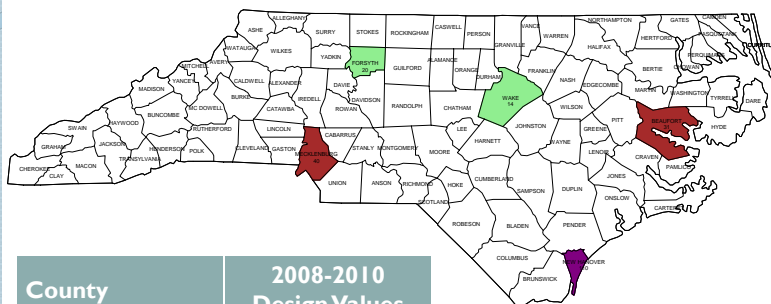 ALLEGHANY
ASHE
SURRY
STOKES
ROCKINGHAM
CASWELL
PERSON
VANCE
GRANVILLE
WARREN
NORTHAMPTON
GATES
CAMDEN
PASQUOTANK
HERTFORD
HALIFAX
WATAUGA
WILKES
YADKIN
FORSYTH
20
GUILFORD
ALAMANCE
ORANGE
DURHAM
FRANKLIN
NASH
EDGECOMBE
BERTIE
CHOWAN
PERQUIMANS
MITCHELL
AVERY
YANCEY
CALDWELL
ALEXANDER
DAVIE
IREDELL
DAVIDSON
ROWAN
RANDOLPH
CHATHAM
WAKE
14
WILSON
MARTIN
WASHINGTON
TYRREL
DARE
MADISON
BUNCOMBE
MC DOWELL
BURKE
CATAWBA
LINCOLN
RUTHERFORD
HAYWOOD
SWAIN
GRAHAM
JACKSON
HENDERSON
POLK
CLEVELAND
GASTON
MECKLENBURG
40
CABARRUS
STANLY
MONTGOMERY
MOORE
LEE
HARNETT
JOHNSTON
WAYNE
GREENE
PITT
BEAUFORT
HYDE
CRAVEN
PAMLICO
LENOIR
JONES
CHEROKEE
CLAY
MACON
TRANSYLVANIA
UNION
ANSON
RICHMOND
SCOTLAND
HOKE
CUMBERLAND
SAMPSON
DUPLIN
ONSLOW
CARTERET
ROBESON
BLADEN
PENDER
COLUMBUS
BRUNSWICK
NEW HANOVER
County
2008-2010
Design Values